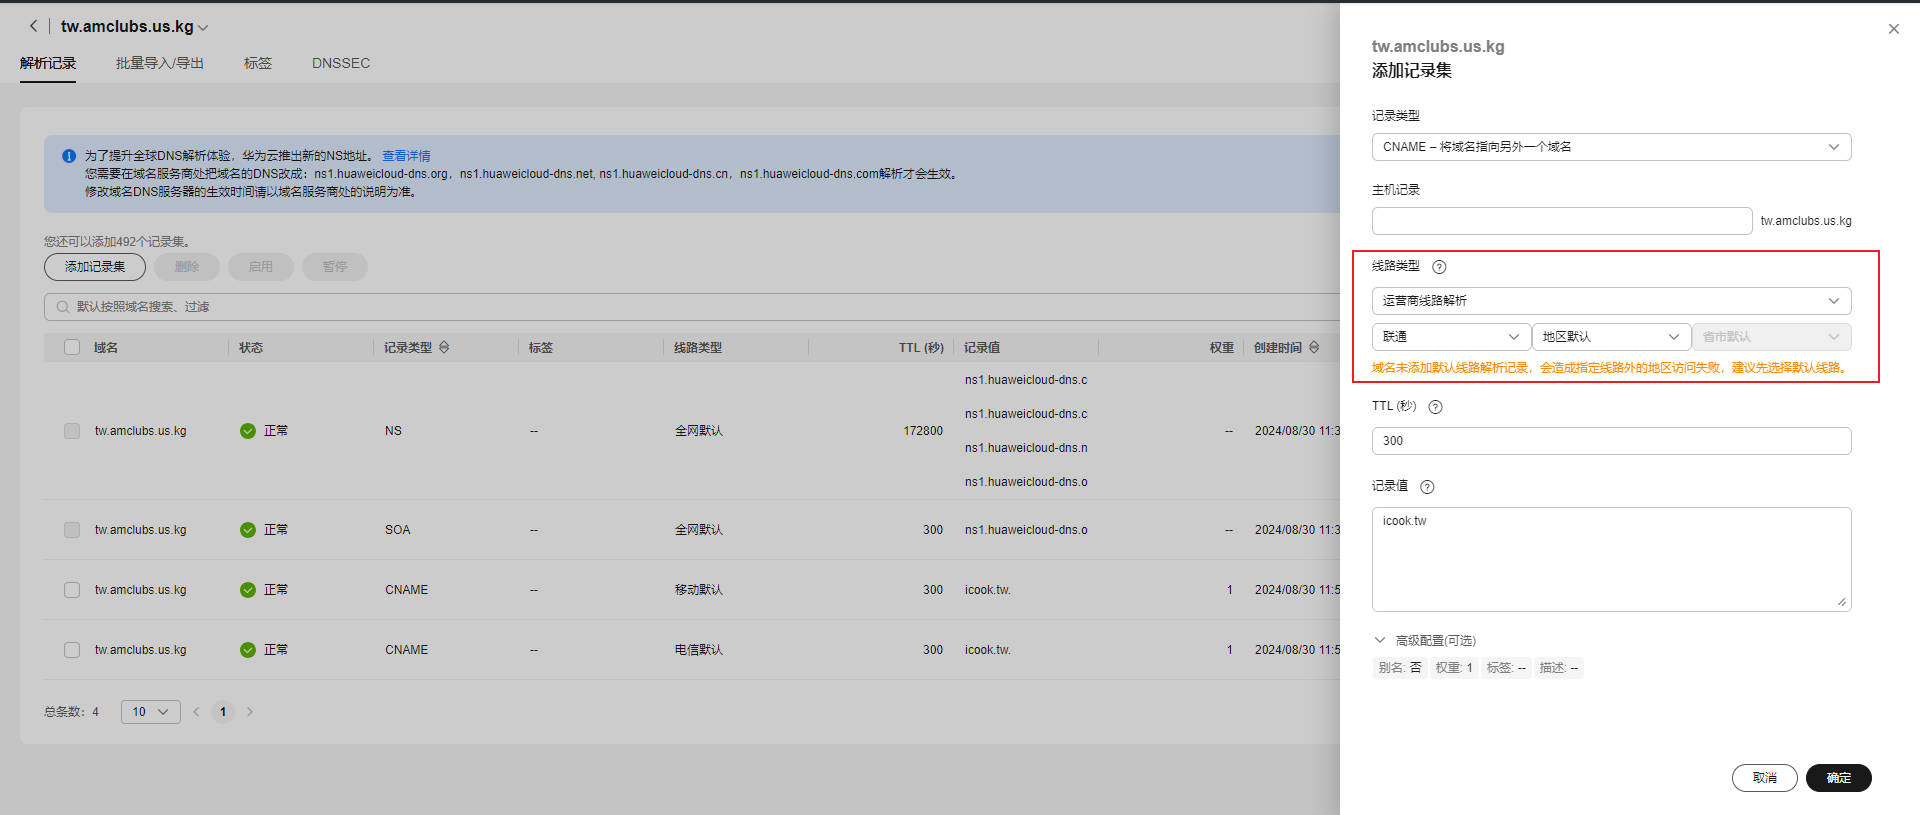 tw.amclubs.us.kg
解析记录 批量导入/导出 标签 DNSSEC
为了提升全球DNS解析体验，华为云推出新的NS地址。 查看详情
您需要在域名服务商处把域名的DNS改成：ns1.huaweicloud-dns.org，ns1.huaweicloud-dns.net, ns1.huaweicloud-dns.cn，ns1.huaweicloud-dns.com解析才会生效。
修改域名DNS服务器的生效时间请以域名服务商处的说明为准。
您还可以添加492个记录集。
添加记录集 删除 启用 暂停
默认按照域名搜索、过滤
域名 状态 记录类型 标签 线路类型 TTL (秒) 记录值 权重 创建时间
tw.amclubs.us.kg 正常 NS -- 全网默认 172800 ns1.huaweicloud-dns.c
ns1.huaweicloud-dns.c
ns1.huaweicloud-dns.n
ns1.huaweicloud-dns.o
-- 2024/08/30 11:3
tw.amclubs.us.kg 正常 SOA -- 全网默认 300 ns1.huaweicloud-dns.o -- 2024/08/30 11:3
tw.amclubs.us.kg 正常 CNAME -- 移动默认 300 icook.tw. 1 2024/08/30 11:5
tw.amclubs.us.kg 正常 CNAME -- 电信默认 300 icook.tw. 1 2024/08/30 11:5
总条数：4 10 1
tw.amclubs.us.kg
添加记录集
记录类型
CNAME – 将域名指向另外一个域名
主机记录
tw.amclubs.us.kg
线路类型
运营商线路解析
联通 地区默认 省市默认
域名未添加默认线路解析记录，会造成指定线路外的地区访问失败，建议先选择默认线路。
TTL (秒)
300
记录值
icook.tw
高级配置(可选)
别名: 否 权重: 1 标签: -- 描述: --
取消 确定